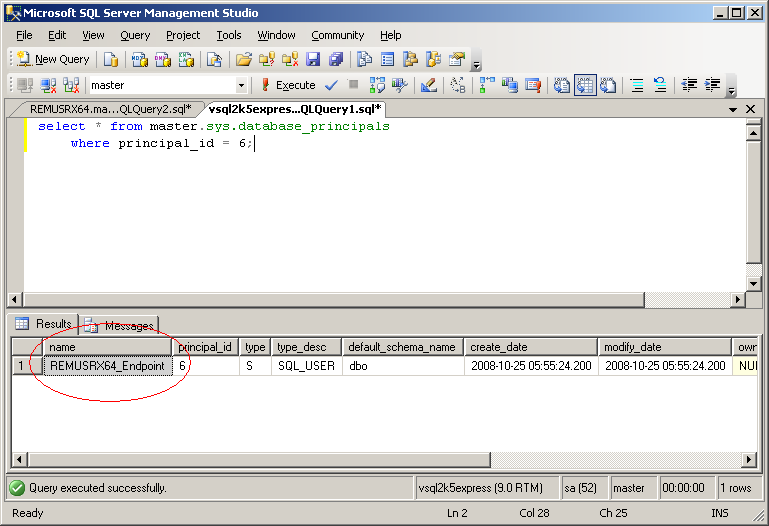 Microsoft SQL Server Management Studio
File Edit View Query Project Tools Window Community Help
New Query
master Execute
REMUSRX64.ma...QLQuery2.sql* vsql2k5expres...QLQuery1.sql*
select * from master.sys.database_principals
where principal_id = 6;
Results Messages
name principal_id type type_desc default_schema_name create_date modify_date own
1 REMUSRX64_Endpoint 6 S SQL_USER dbo 2008-10-25 05:55:24.200 2008-10-25 05:55:24.200 NUI
Query executed successfully. vsql2k5express (9.0 RTM) sa (52) master 00:00:00 1 rows
Ready Ln 2 Col 28 Ch 25 INS